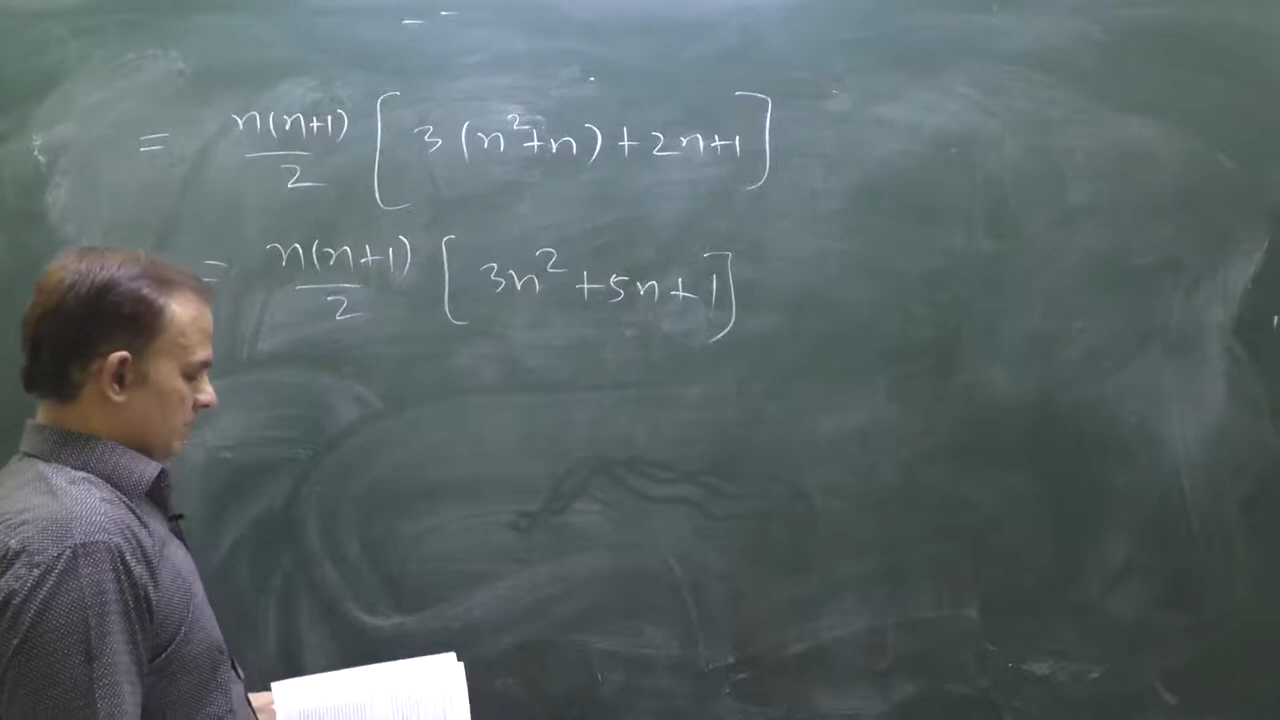 = n(n+1)/2 [ 3(n²+n)+2n+1 ]
= n(n+1)/2 [ 3n²+5n+1 ]